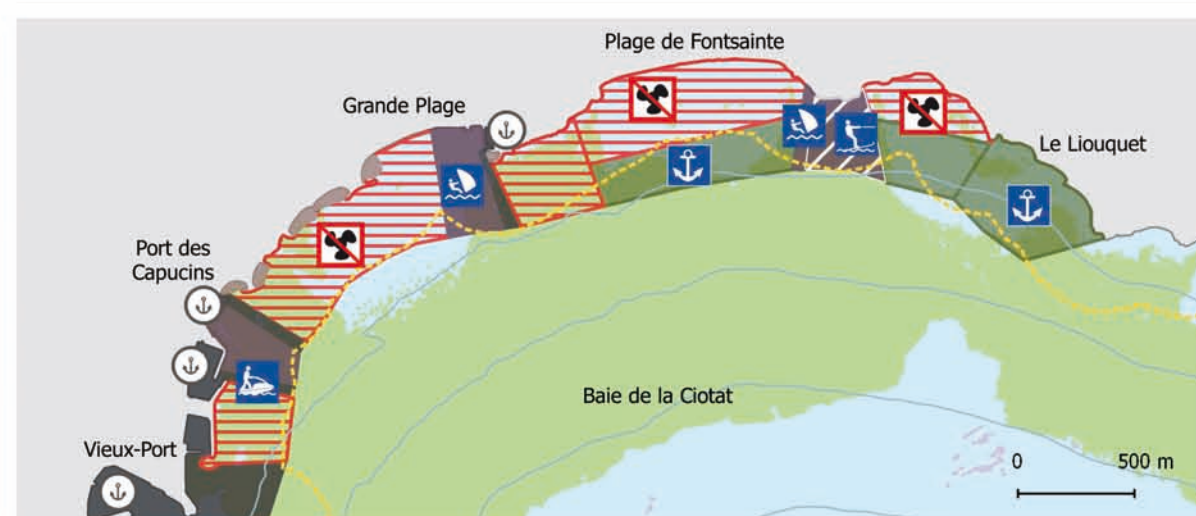 Plage de Fontsainte
Grande Plage
Le Liouquet
Port des
Capucins
Baie de la Ciotat
Vieux-Port
0 500 m